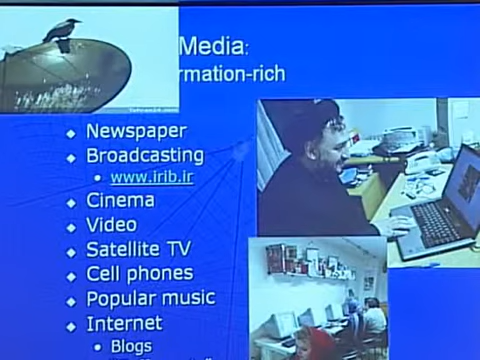 Media:
rmation-rich
Newspaper
Broadcasting
www.irib.ir
Cinema
Video
Satellite TV
Cell phones
Popular music
Internet
Blogs